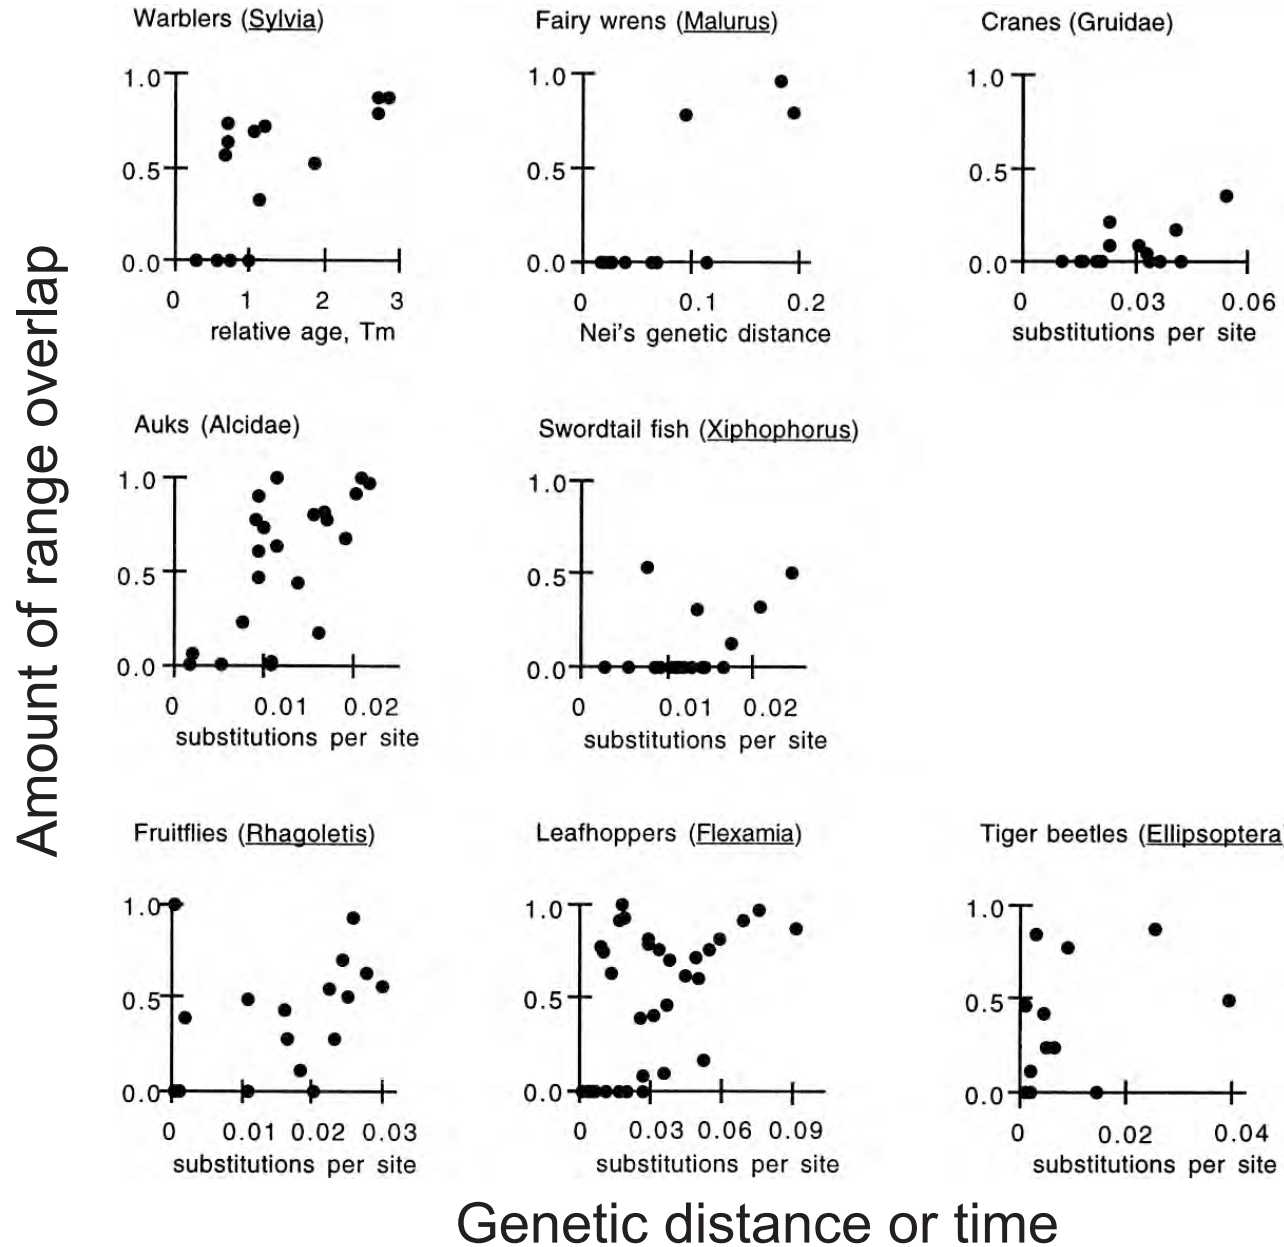 Amount of range overlap
Warblers (Sylvia)
1.0
0.5
0.0
0 1 2 3
relative age, Tm
Fairy wrens (Malurus)
1.0
0.5
0.0
0 0.1 0.2
Nei's genetic distance
Cranes (Gruidae)
1.0
0.5
0.0
0 0.03 0.06
substitutions per site
Auks (Alcidae)
1.0
0.5
0.0
0 0.01 0.02
substitutions per site
Swordtail fish (Xiphophorus)
1.0
0.5
0.0
0 0.01 0.02
substitutions per site
Fruitflies (Rhagoletis)
1.0
0.5
0.0
0 0.01 0.02 0.03
substitutions per site
Leafhoppers (Flexamia)
1.0
0.5
0.0
0 0.03 0.06 0.09
substitutions per site
Tiger beetles (Ellipsoptera)
1.0
0.5
0.0
0 0.02 0.04
substitutions per site
Genetic distance or time